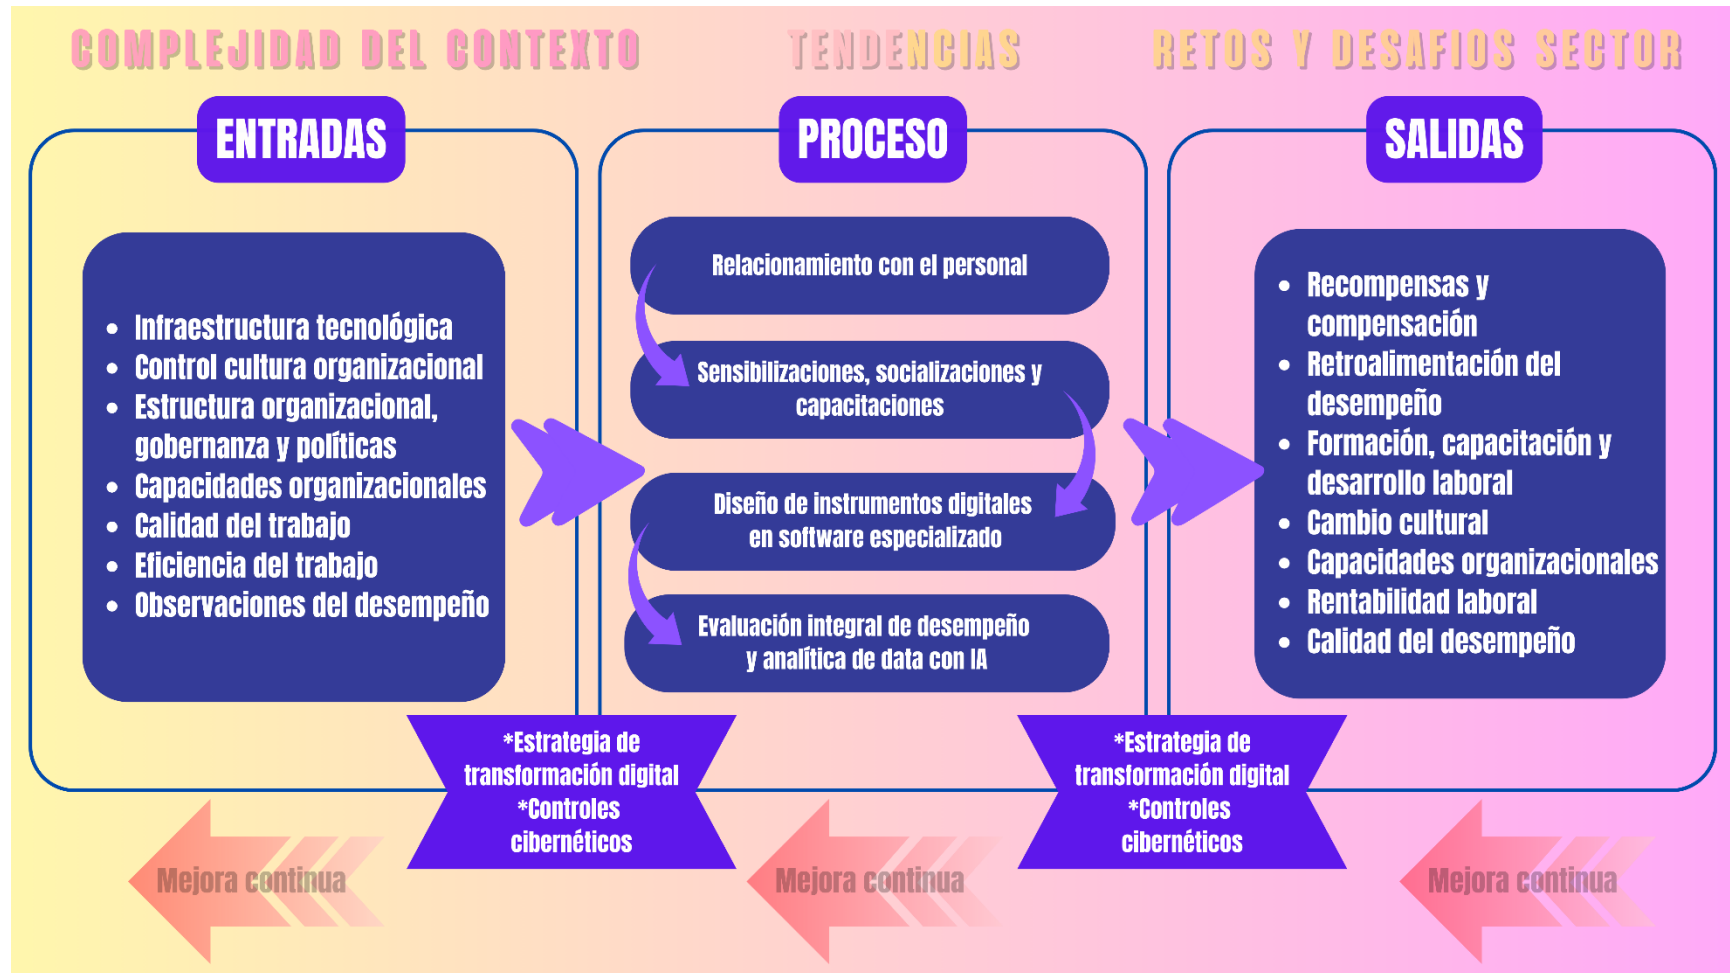 COMPLEJIDAD DEL CONTEXTO
TENDENCIAS
RETOS Y DESAFIOS SECTOR
ENTRADAS
• Infraestructura tecnológica
• Control cultura organizacional
• Estructura organizacional,
gobernanza y políticas
• Capacidades organizacionales
• Calidad del trabajo
• Eficiencia del trabajo
• Observaciones del desempeño
PROCESO
Relacionamiento con el personal
Sensibilizaciones, socializaciones y
capacitaciones
Diseño de instrumentos digitales
en software especializado
Evaluación integral de desempeño
y analítica de data con IA
SALIDAS
• Recompensas y
compensación
• Retroalimentación del
desempeño
• Formación, capacitación y
desarrollo laboral
• Cambio cultural
• Capacidades organizacionales
• Rentabilidad laboral
• Calidad del desempeño
*Estrategia de
transformación digital
*Controles
cibernéticos
*Estrategia de
transformación digital
*Controles
cibernéticos
Mejora continua
Mejora continua
Mejora continua